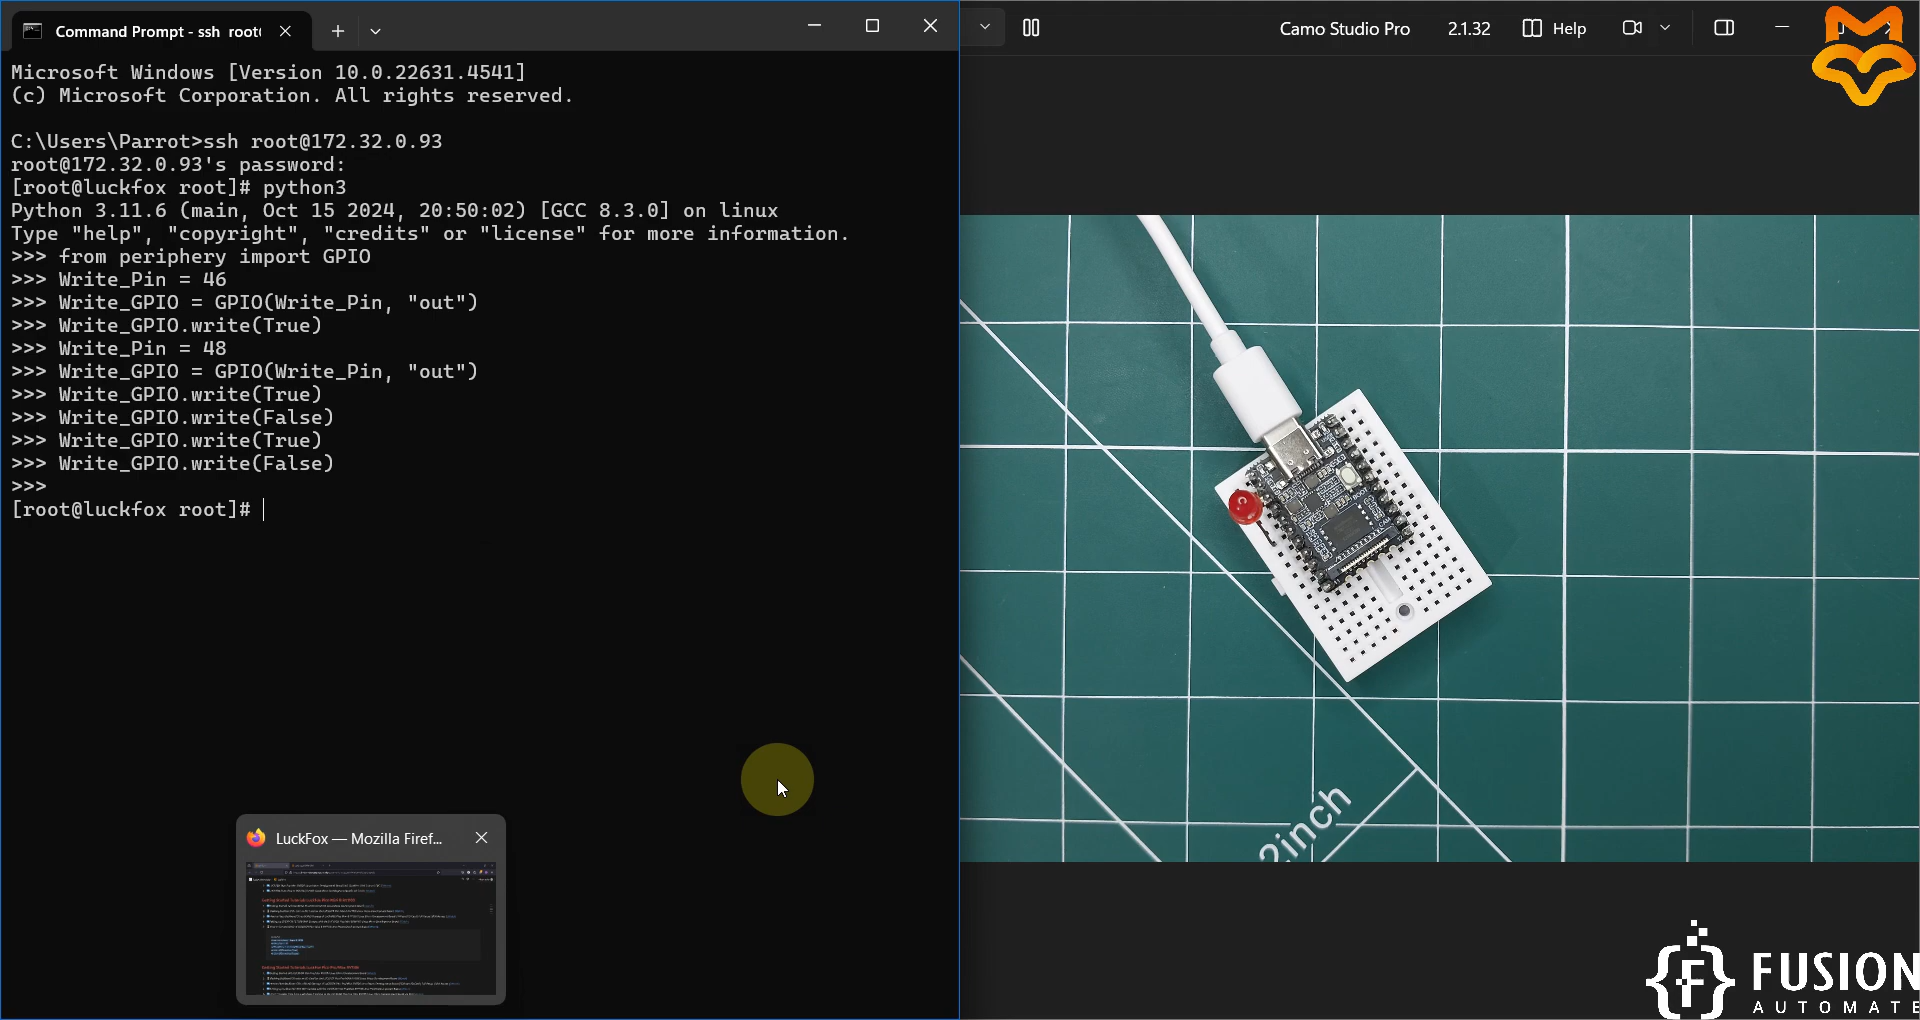 Command Prompt - ssh root
Microsoft Windows [Version 10.0.22631.4541]
(c) Microsoft Corporation. All rights reserved.
C:\Users\Parrot>ssh root@172.32.0.93
root@172.32.0.93's password:
[root@luckfox root]# python3
Python 3.11.6 (main, Oct 15 2024, 20:50:02) [GCC 8.3.0] on linux
Type "help", "copyright", "credits" or "license" for more information.
>>> from periphery import GPIO
>>> Write_Pin = 46
>>> Write_GPIO = GPIO(Write_Pin, "out")
>>> Write_GPIO.write(True)
>>> Write_Pin = 48
>>> Write_GPIO = GPIO(Write_Pin, "out")
>>> Write_GPIO.write(True)
>>> Write_GPIO.write(False)
>>> Write_GPIO.write(True)
>>> Write_GPIO.write(False)
>>>
[root@luckfox root]#
LuckFox — Mozilla Firef...
Camo Studio Pro 2.1.32 Help
2inch
FUSION
AUTOMATE